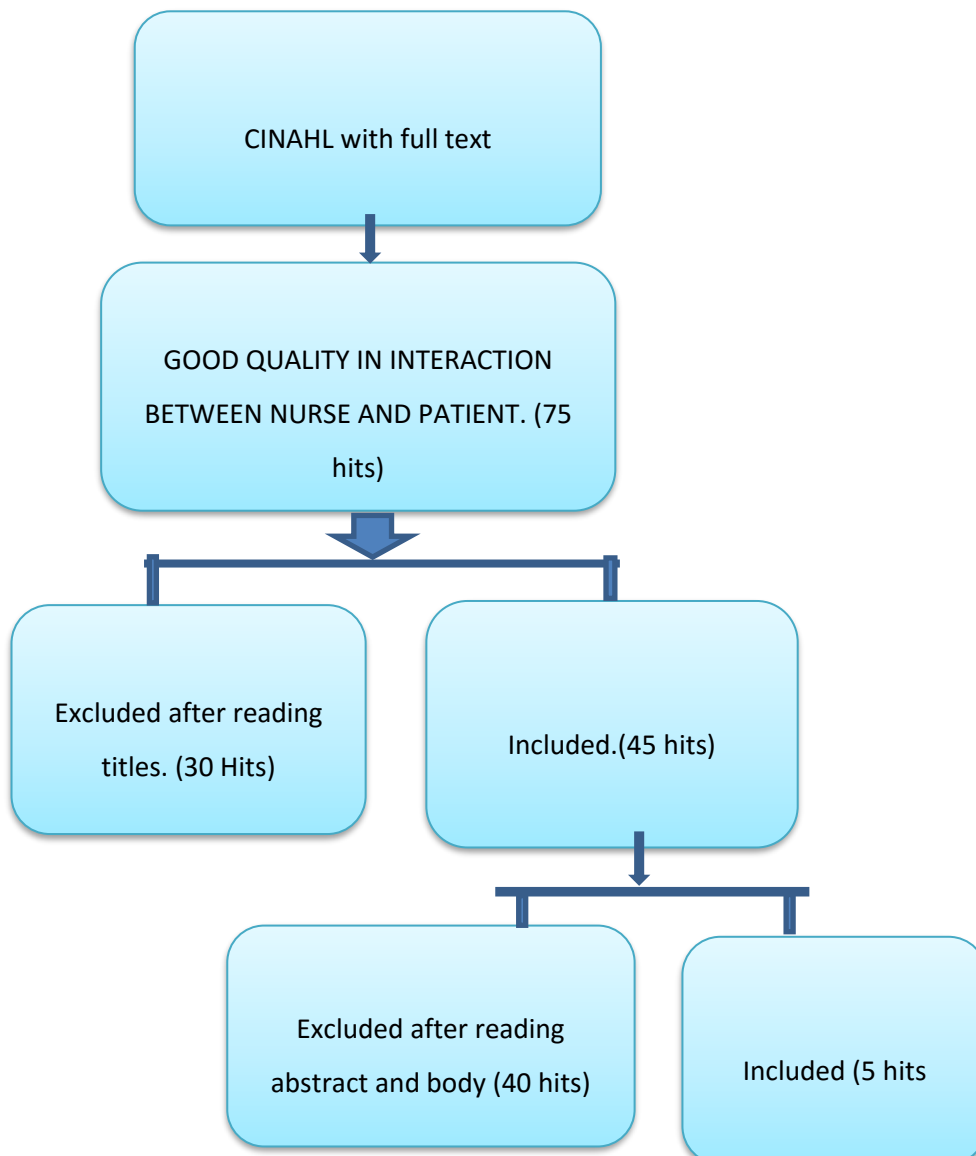 CINAHL with full text
GOOD QUALITY IN INTERACTION
BETWEEN NURSE AND PATIENT. (75
hits)
Excluded after reading
titles. (30 Hits)
Included.(45 hits)
Excluded after reading
abstract and body (40 hits)
Included (5 hits